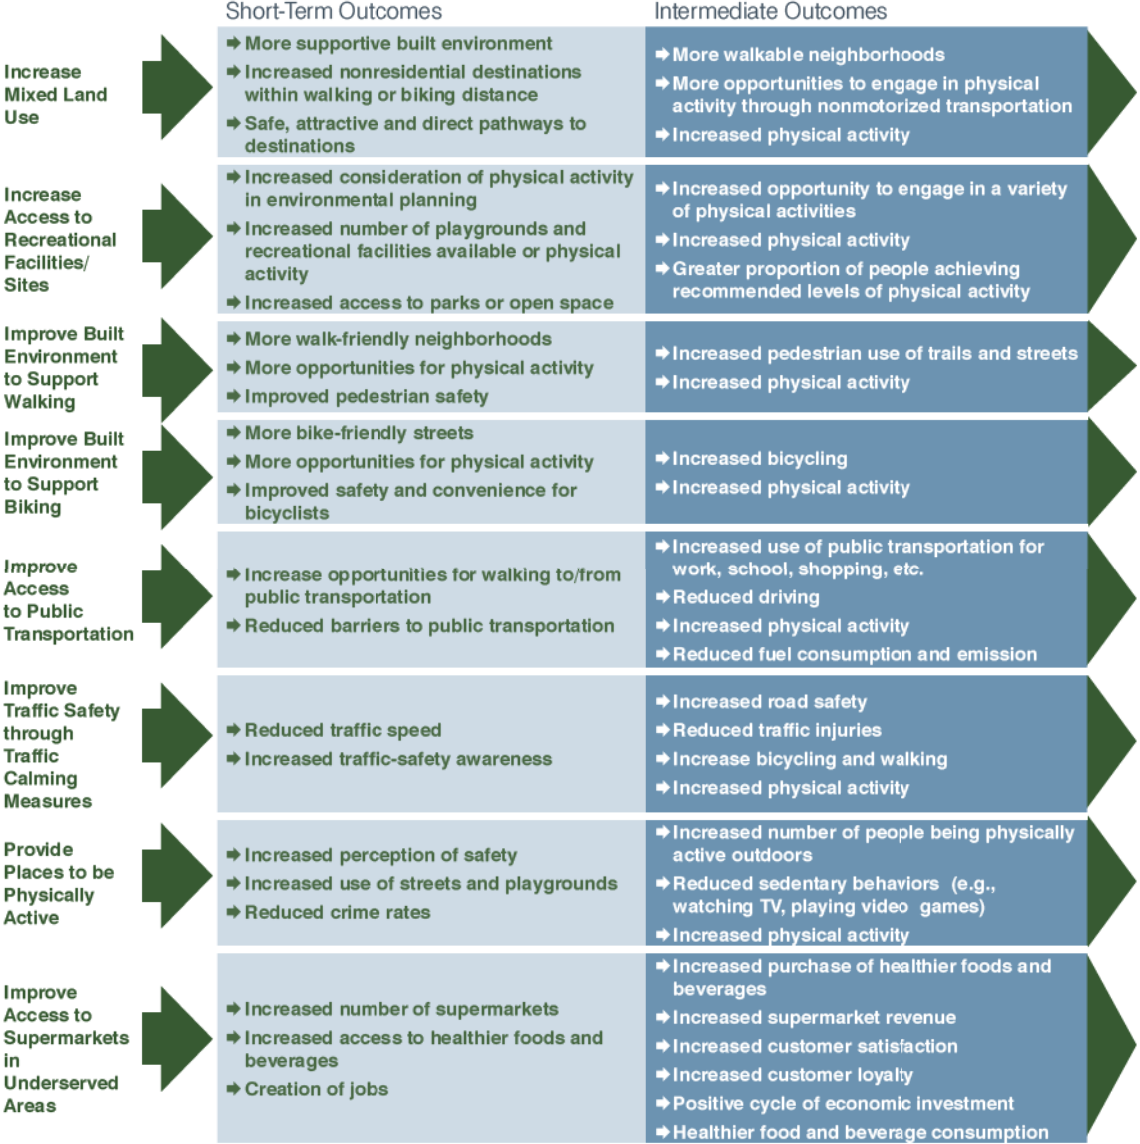 Short-Term Outcomes
Intermediate Outcomes
Increase
Mixed Land
Use
➡ More supportive built environment
➡ Increased nonresidential destinations
within walking or biking distance
➡ Safe, attractive and direct pathways to
destinations
➡ More walkable neighborhoods
➡ More opportunities to engage in physical
activity through nonmotorized transportation
➡ Increased physical activity
Increase
Access to
Recreational
Facilities/
Sites
➡ Increased consideration of physical activity
in environmental planning
➡ Increased number of playgrounds and
recreational facilities available or physical
activity
➡ Increased access to parks or open space
➡ Increased opportunity to engage in a variety
of physical activities
➡ Increased physical activity
➡ Greater proportion of people achieving
recommended levels of physical activity
Improve Built
Environment
to Support
Walking
➡ More walk-friendly neighborhoods
➡ More opportunities for physical activity
➡ Improved pedestrian safety
➡ Increased pedestrian use of trails and streets
➡ Increased physical activity
Improve Built
Environment
to Support
Biking
➡ More bike-friendly streets
➡ More opportunities for physical activity
➡ Improved safety and convenience for
bicyclists
➡ Increased bicycling
➡ Increased physical activity
Improve
Access
to Public
Transportation
➡ Increase opportunities for walking to/from
public transportation
➡ Reduced barriers to public transportation
➡ Increased use of public transportation for
work, school, shopping, etc.
➡ Reduced driving
➡ Increased physical activity
➡ Reduced fuel consumption and emission
Improve
Traffic Safety
through
Traffic
Calming
Measures
➡ Reduced traffic speed
➡ Increased traffic-safety awareness
➡ Increased road safety
➡ Reduced traffic injuries
➡ Increase bicycling and walking
➡ Increased physical activity
Provide
Places to be
Physically
Active
➡ Increased perception of safety
➡ Increased use of streets and playgrounds
➡ Reduced crime rates
➡ Increased number of people being physically
active outdoors
➡ Reduced sedentary behaviors (e.g.,
watching TV, playing video games)
➡ Increased physical activity
Improve
Access to
Supermarkets
in
Underserved
Areas
➡ Increased number of supermarkets
➡ Increased access to healthier foods and
beverages
➡ Creation of jobs
➡ Increased purchase of healthier foods and
beverages
➡ Increased supermarket revenue
➡ Increased customer satisfaction
➡ Increased customer loyalty
➡ Positive cycle of economic investment
➡ Healthier food and beverage consumption